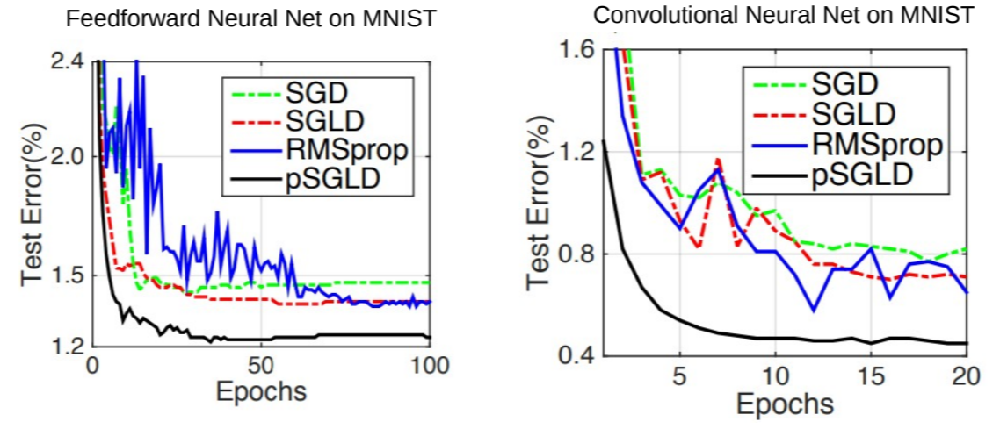 Feedforward Neural Net on MNIST
2.4
2.0
1.5
1.2
Test Error(%)
SGD
SGLD
RMSprop
pSGLD
0
50
100
Epochs
Convolutional Neural Net on MNIST
1.6
1.2
0.8
0.4
Test Error(%)
SGD
SGLD
RMSprop
pSGLD
5
10
15
20
Epochs